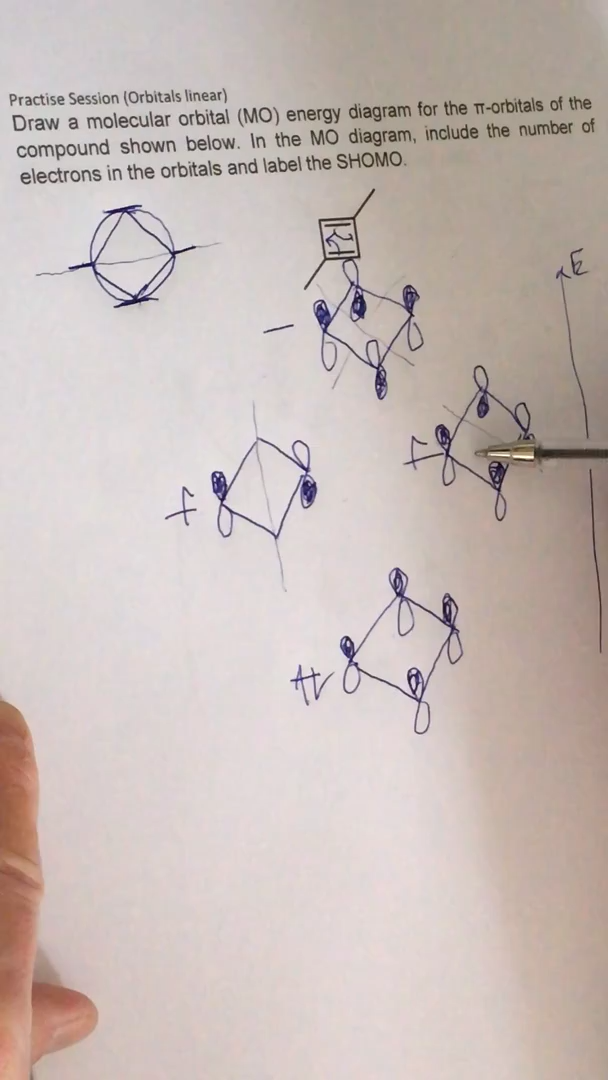 Practise Session (Orbitals linear)
Draw a molecular orbital (MO) energy diagram for the π-orbitals of the
compound shown below. In the MO diagram, include the number of
electrons in the orbitals and label the SHOMO.
E